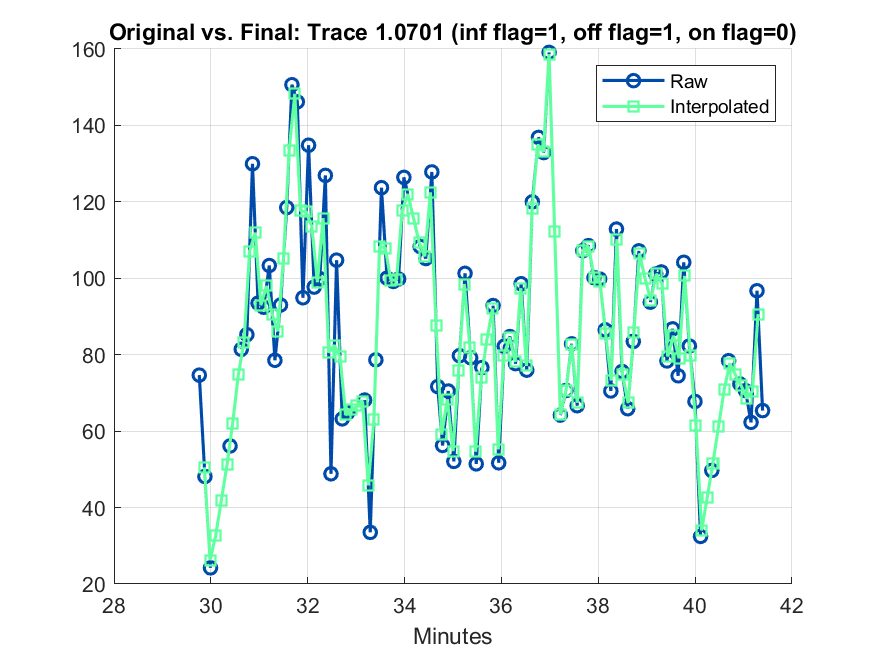 Original vs. Final: Trace 1.0701 (inf flag=1, off flag=1, on flag=0)
160
140
120
100
80
60
40
20
Raw
Interpolated
28 30 32 34 36 38 40 42
Minutes